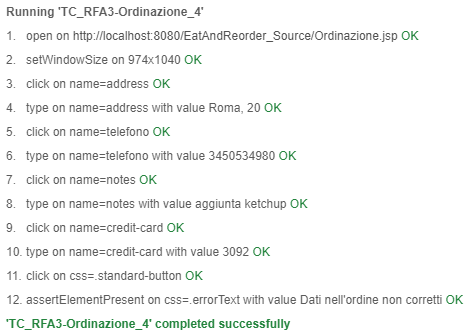 Running 'TC_RFA3-Ordinazione_4'
1. open on http://localhost:8080/EatAndReorder_Source/Ordinazione.jsp OK
2. setWindowSize on 974x1040 OK
3. click on name=address OK
4. type on name=address with value Roma, 20 OK
5. click on name=telefono OK
6. type on name=telefono with value 3450534980 OK
7. click on name=notes OK
8. type on name=notes with value aggiunta ketchup OK
9. click on name=credit-card OK
10. type on name=credit-card with value 3092 OK
11. click on css=.standard-button OK
12. assertElementPresent on css=.errorText with value Dati nell'ordine non corretti OK
'TC_RFA3-Ordinazione_4' completed successfully